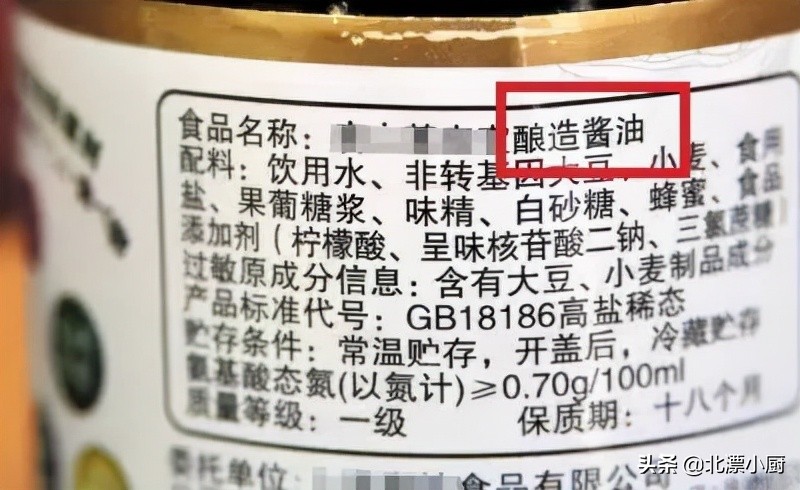 食品名称：酿造酱油
配料：饮用水、非转基因大豆、小麦、食用
盐、果葡糖浆、味精、白砂糖、蜂蜜、食品
添加剂（柠檬酸、呈味核苷酸二钠、三氯蔗糖）
过敏原成分信息：含有大豆、小麦制品成分
产品标准代号：GB18186高盐稀态
贮存条件：常温贮存，开盖后，冷藏贮存
氨基酸态氮(以氮计)≥0.70g/100ml
质量等级：一级 保质期：十八个月
委托单位：食品有限公司
头条 @北漂小厨